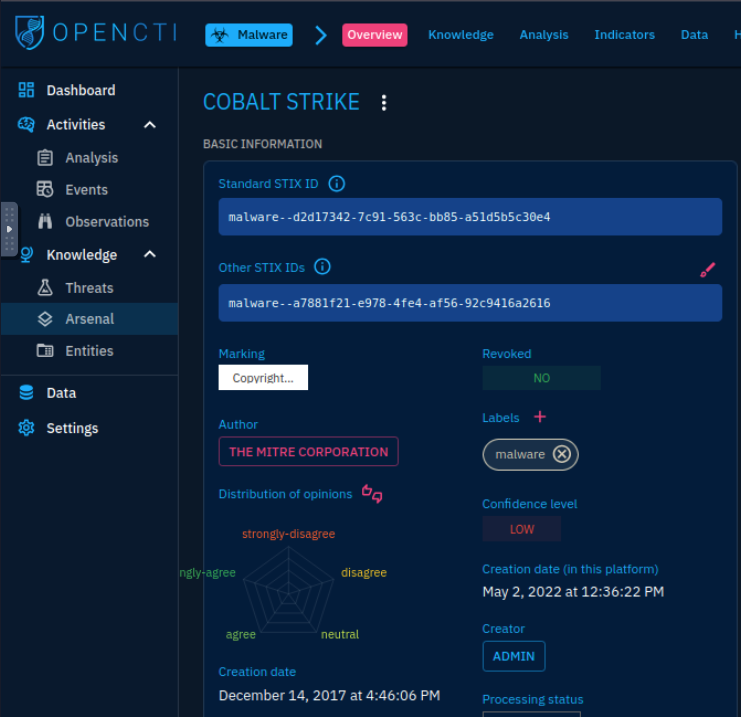 OPENCTI
Malware
Overview
Knowledge
Analysis
Indicators
Data
H
Dashboard
Activities
Analysis
Events
Observations
Knowledge
Threats
Arsenal
Entities
Data
Settings
COBALT STRIKE
BASIC INFORMATION
Standard STIX ID
malware--d2d17342-7c91-563c-bb85-a51d5b5c30e4
Other STIX IDs
malware--a7881f21-e978-4fe4-af56-92c9416a2616
Marking
Copyright...
Revoked
NO
Author
THE MITRE CORPORATION
Labels +
malware
Distribution of opinions
strongly-disagree
ngly-agree
disagree
agree
neutral
Confidence level
LOW
Creation date (in this platform)
May 2, 2022 at 12:36:22 PM
Creator
ADMIN
Creation date
December 14, 2017 at 4:46:06 PM
Processing status